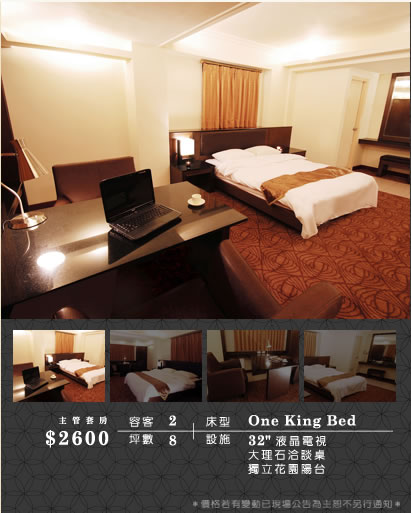 主管套房
$2600
容客 2
坪數 8
床型 One King Bed
設施 32" 液晶電視
大理石洽談桌
獨立花園陽台
*價格若有變動已現場公告為主恕不另行通知*